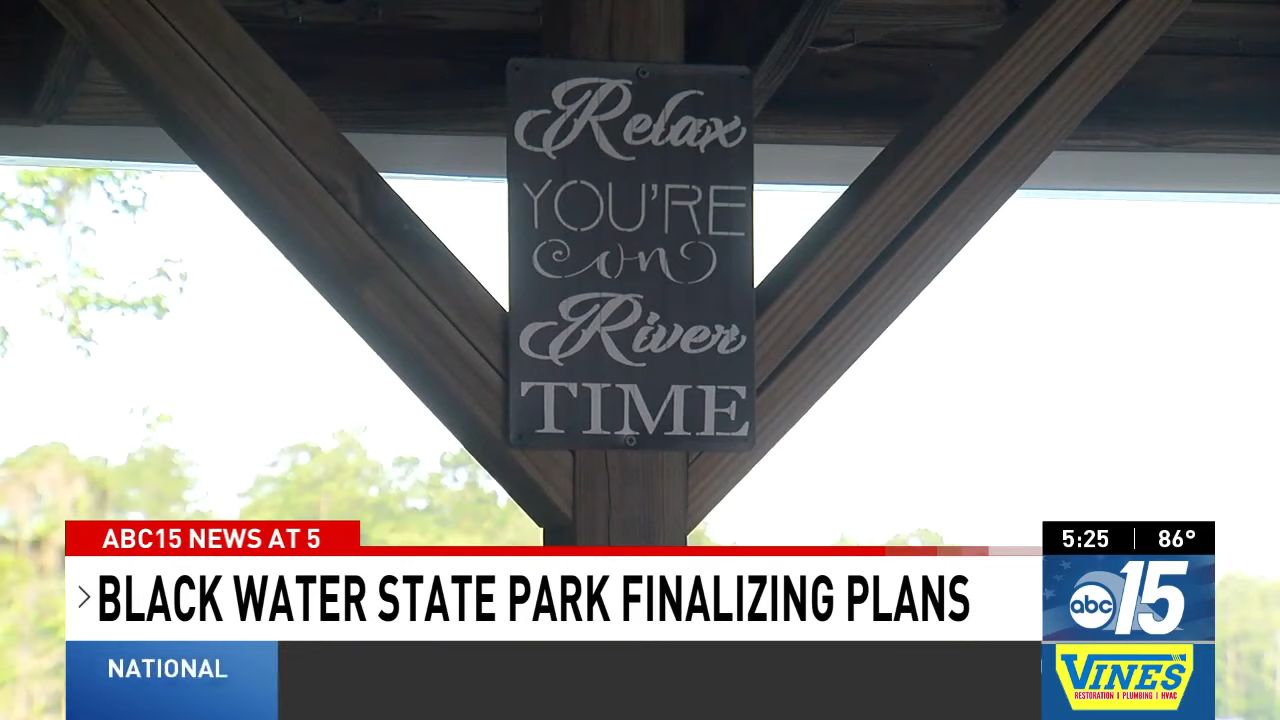 Relax
YOU'RE
on
River
TIME
ABC15 NEWS AT 5
BLACK WATER STATE PARK FINALIZING PLANS
NATIONAL
5:25 86°
abc 15
VINES
RESTORATION | PLUMBING | HVAC